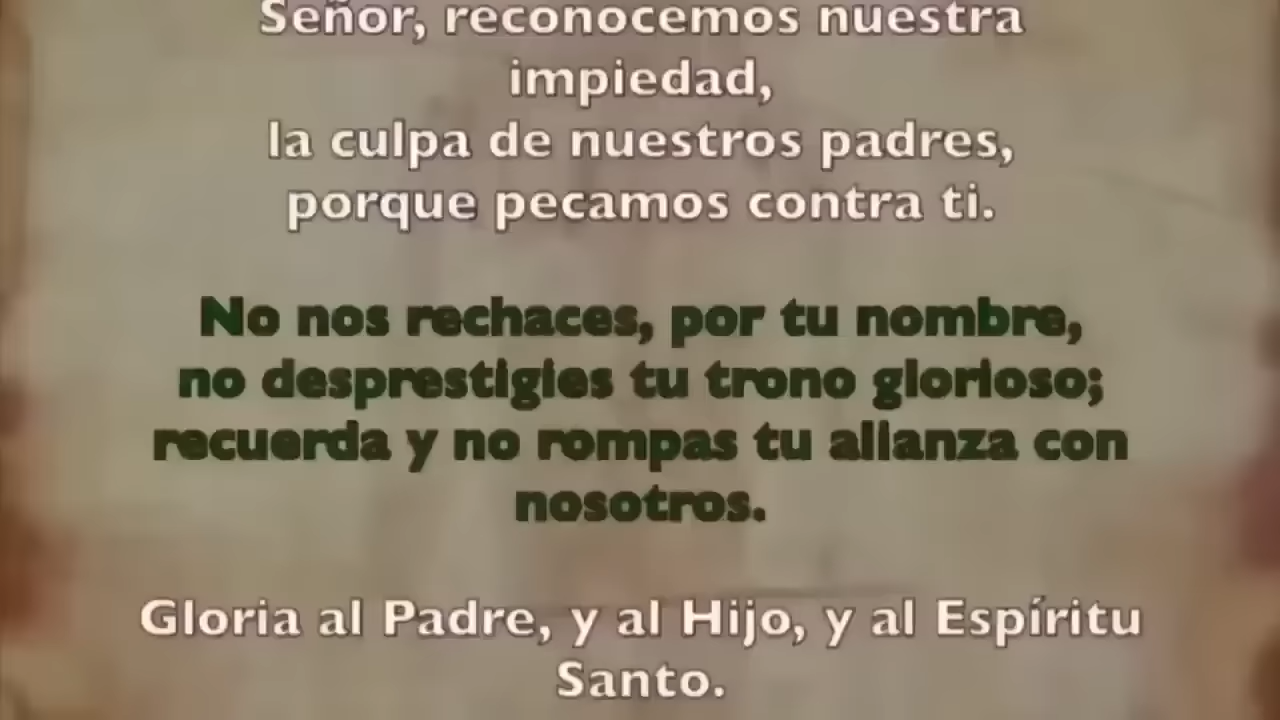 Señor, reconocemos nuestra
impiedad,
la culpa de nuestros padres,
porque pecamos contra ti.
No nos rechaces, por tu nombre,
no desprestigies tu trono glorioso;
recuerda y no rompas tu alianza con
nosotros.
Gloria al Padre, y al Hijo, y al Espíritu
Santo.